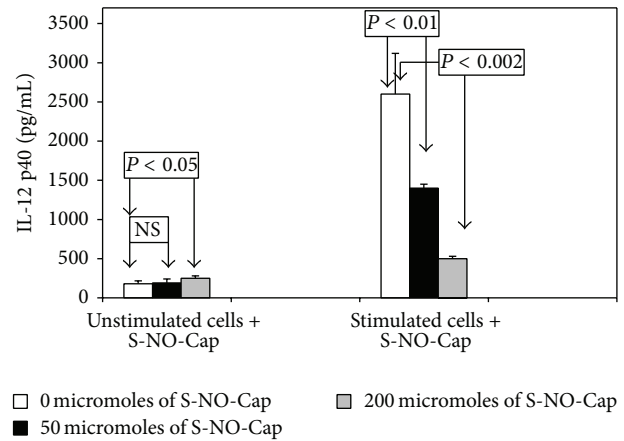 IL-12 p40 (pg/mL)
3500
3000
2500
2000
1500
1000
500
0
P < 0.01
P < 0.002
P < 0.05
NS
Unstimulated cells +
S-NO-Cap
Stimulated cells +
S-NO-Cap
0 micromoles of S-NO-Cap
200 micromoles of S-NO-Cap
50 micromoles of S-NO-Cap